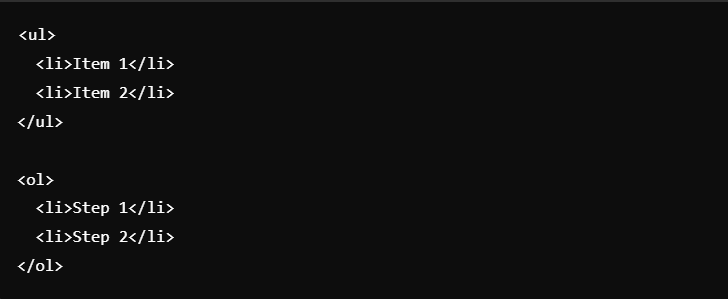 <ul>
  <li>Item 1</li>
  <li>Item 2</li>
</ul>

<ol>
  <li>Step 1</li>
  <li>Step 2</li>
</ol>